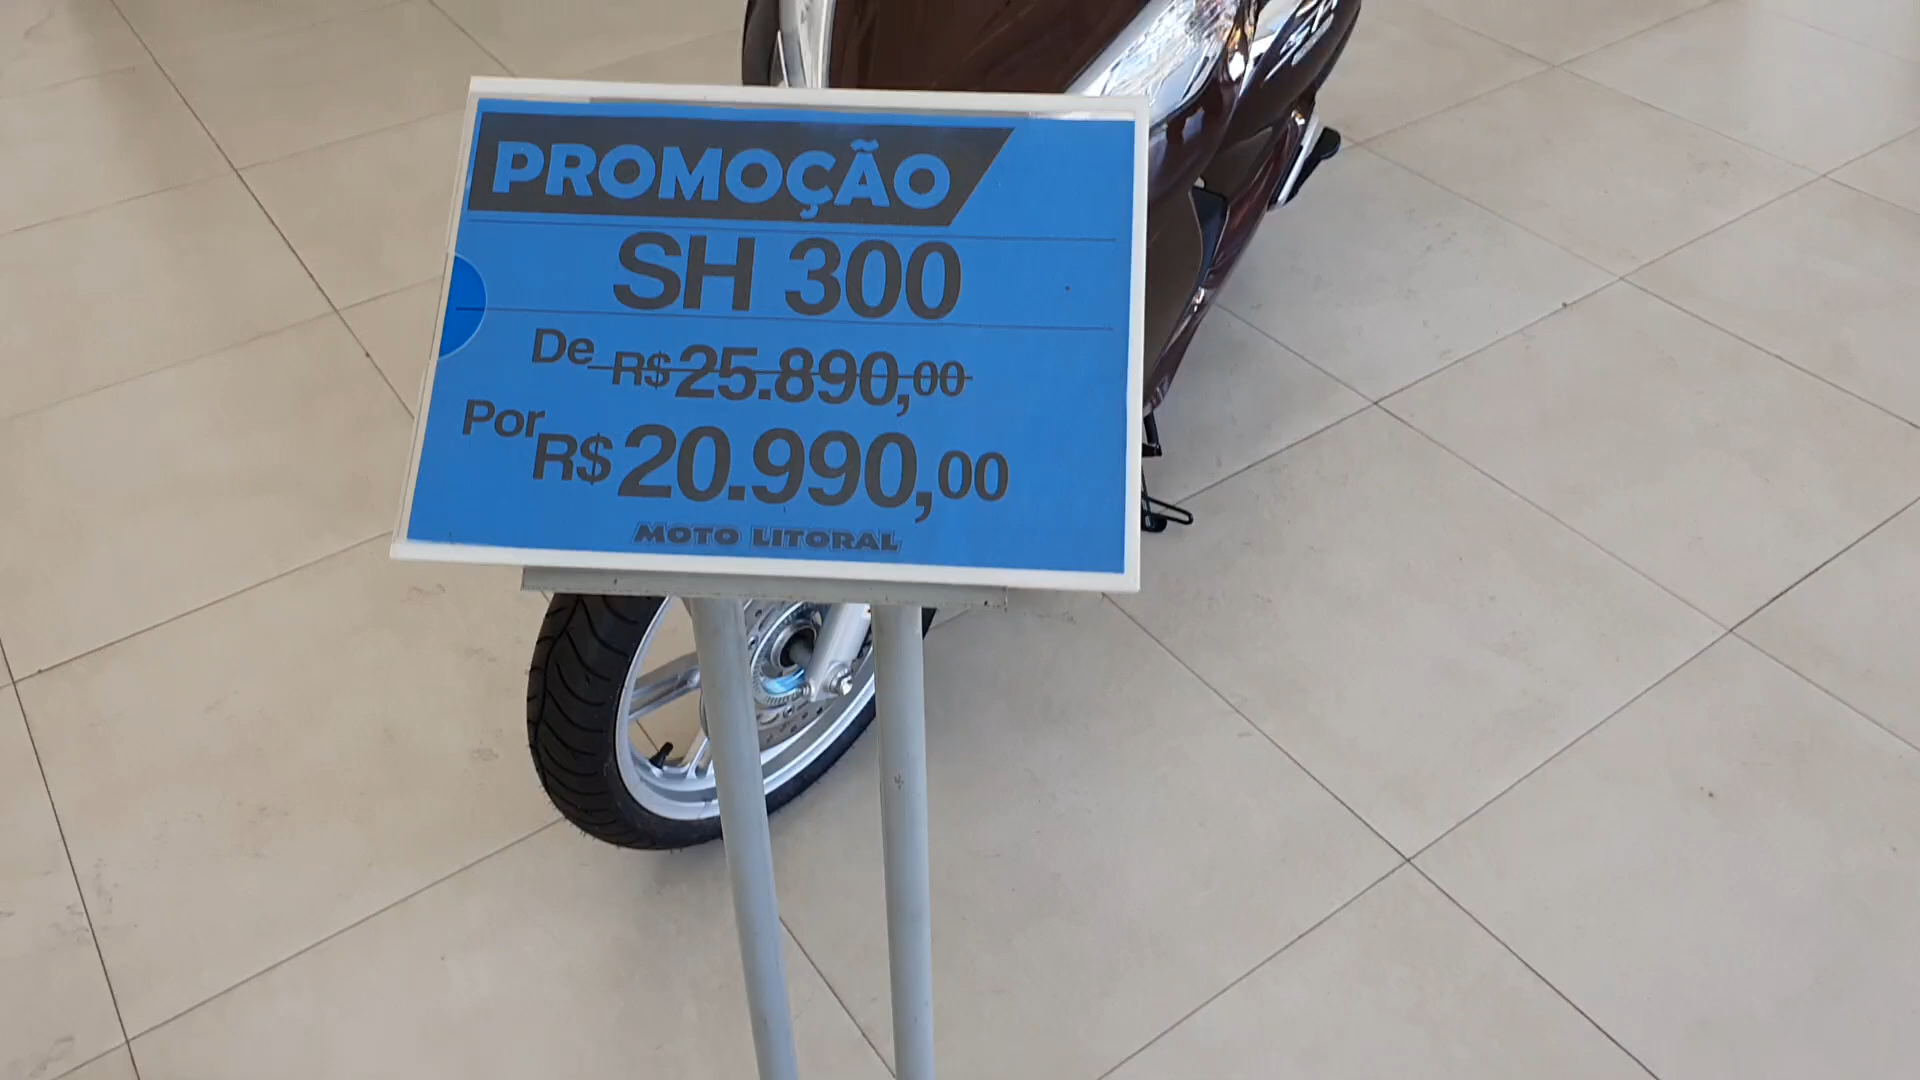 PROMOÇÃO
SH 300
De R$ 25.890,00
Por R$ 20.990,00
MOTO LITORAL